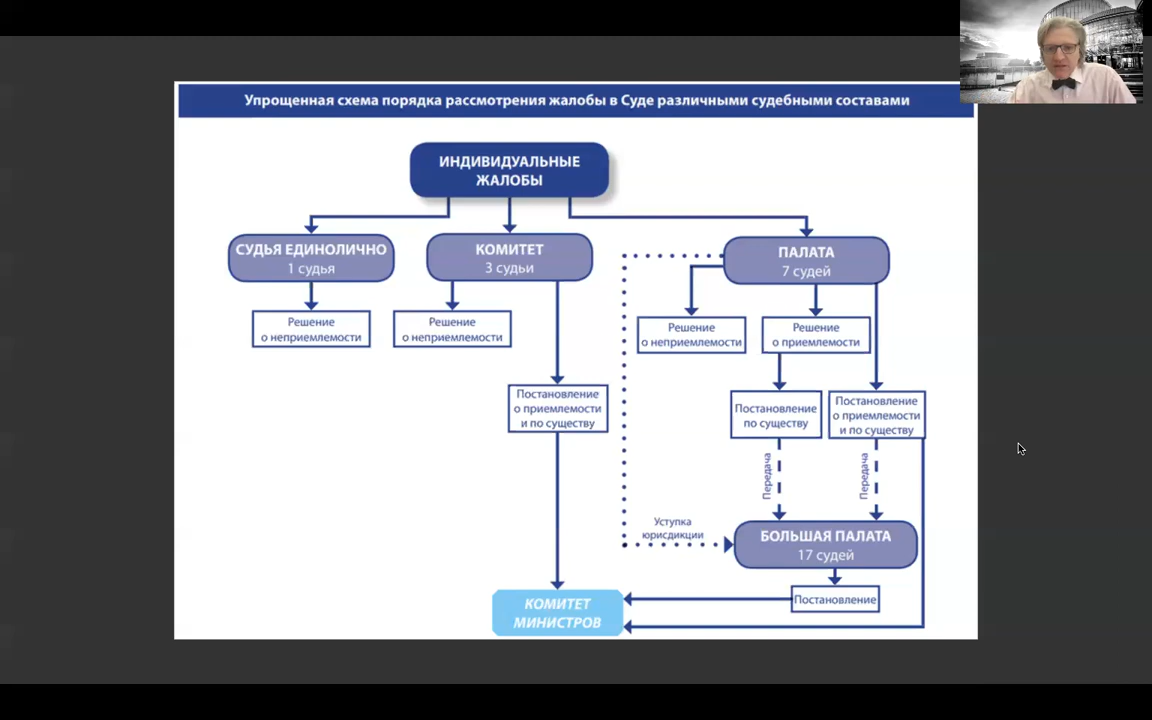 Упрощенная схема порядка рассмотрения жалобы в Суде различными судебными составами
ИНДИВИДУАЛЬНЫЕ
ЖАЛОБЫ
СУДЬЯ ЕДИНОЛИЧНО
1 судья
КОМИТЕТ
3 судьи
ПАЛАТА
7 судей
Решение
о неприемлемости
Решение
о неприемлемости
Решение
о неприемлемости
Решение
о приемлемости
Постановление
о приемлемости
и по существу
Постановление
по существу
Постановление
о приемлемости
и по существу
Передача
Передача
Уступка
юрисдикции
БОЛЬШАЯ ПАЛАТА
17 судей
Постановление
КОМИТЕТ
МИНИСТРОВ